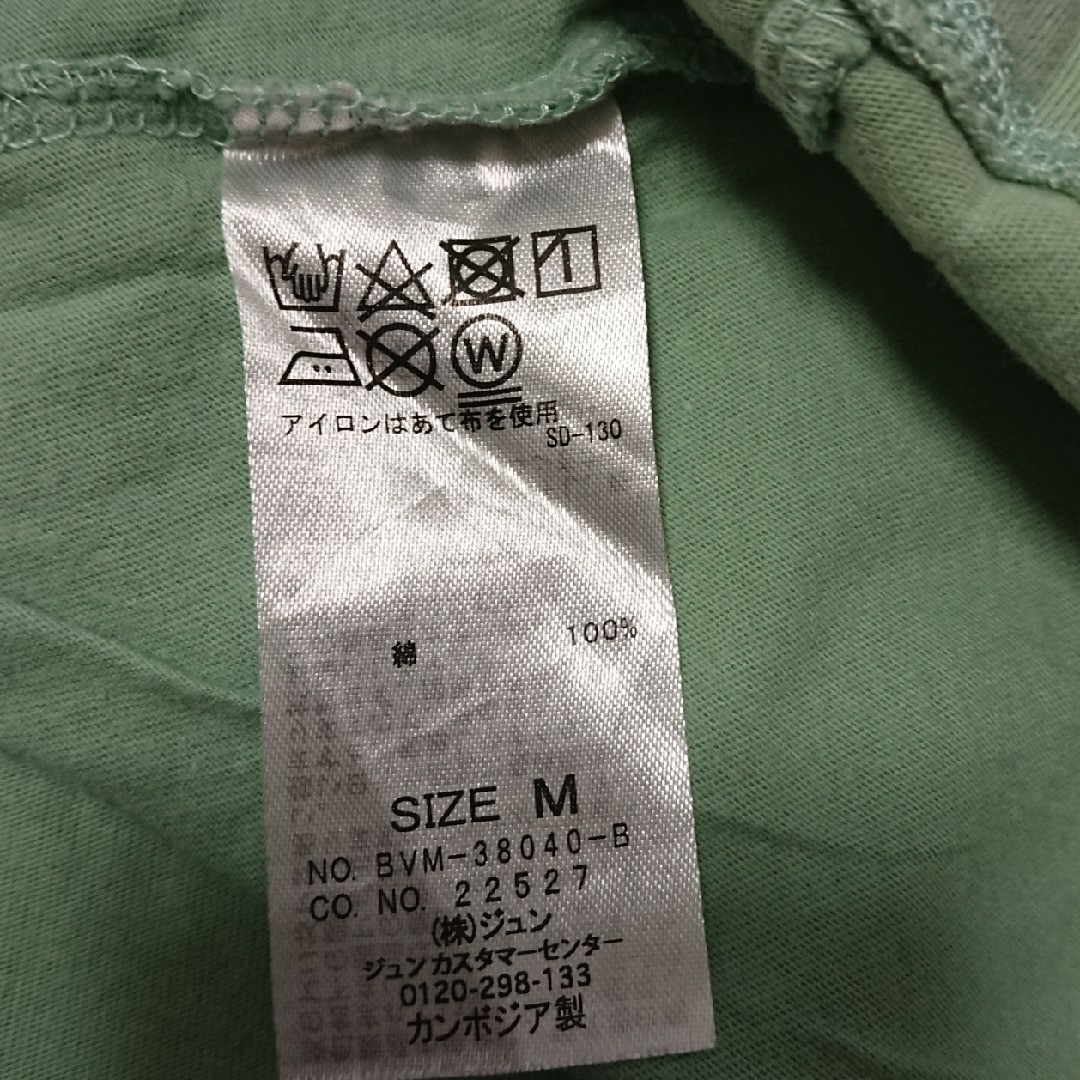 W
アイロンはあて布を使用
SD-130
綿 100%
SIZE M
NO. BVM-38040-B
CO. NO. 22527
(株)ジュン
ジュンカスタマーセンター
0120-298-133
カンボジア製